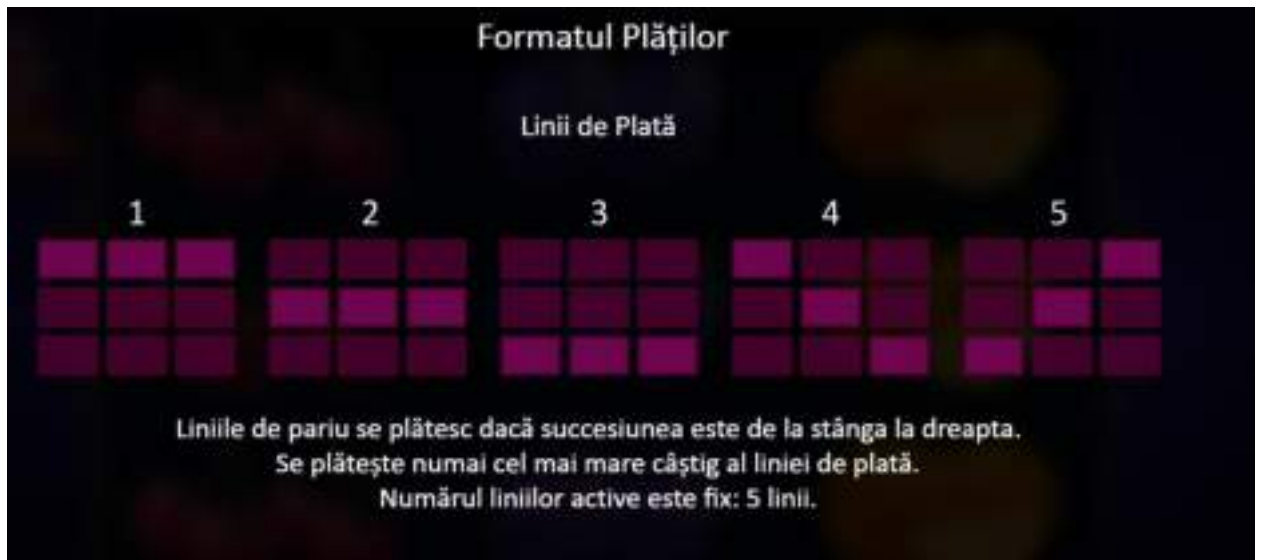 Formatul Plăților
Linii de Plată
1 2 3 4 5
Liniile de pariu se plătesc dacă succesiunea este de la stânga la dreapta.
Se plătește numai cel mai mare câștig al liniei de plată.
Numărul liniilor active este fix: 5 linii.